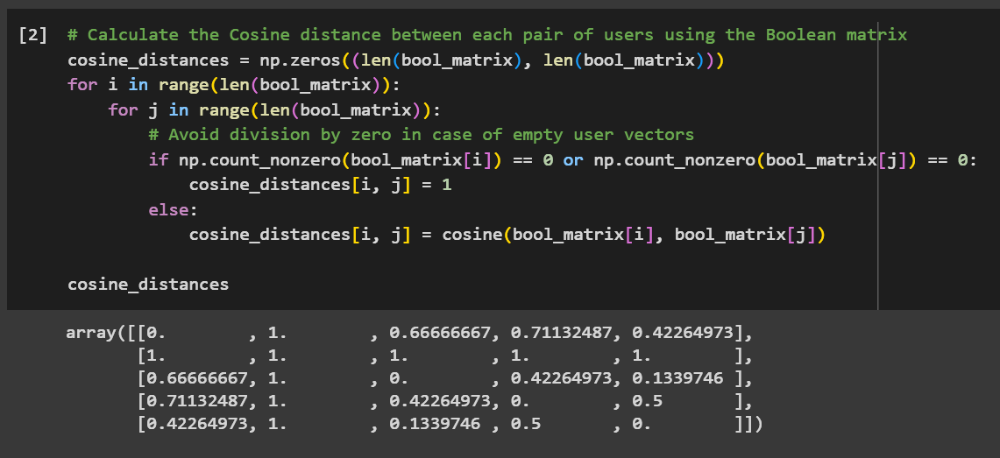 [2] # Calculate the Cosine distance between each pair of users using the Boolean matrix
cosine_distances = np.zeros((len(bool_matrix), len(bool_matrix)))
for i in range(len(bool_matrix)):
    for j in range(len(bool_matrix)):
        # Avoid division by zero in case of empty user vectors
        if np.count_nonzero(bool_matrix[i]) == 0 or np.count_nonzero(bool_matrix[j]) == 0:
            cosine_distances[i, j] = 1
        else:
            cosine_distances[i, j] = cosine(bool_matrix[i], bool_matrix[j])
cosine_distances
array([[0.        , 1.        , 0.66666667, 0.71132487, 0.42264973],
       [1.        , 1.        , 1.        , 1.        , 1.        ],
       [0.66666667, 1.        , 0.        , 0.42264973, 0.1339746 ],
       [0.71132487, 1.        , 0.42264973, 0.        , 0.5       ],
       [0.42264973, 1.        , 0.1339746 , 0.5       , 0.        ]])